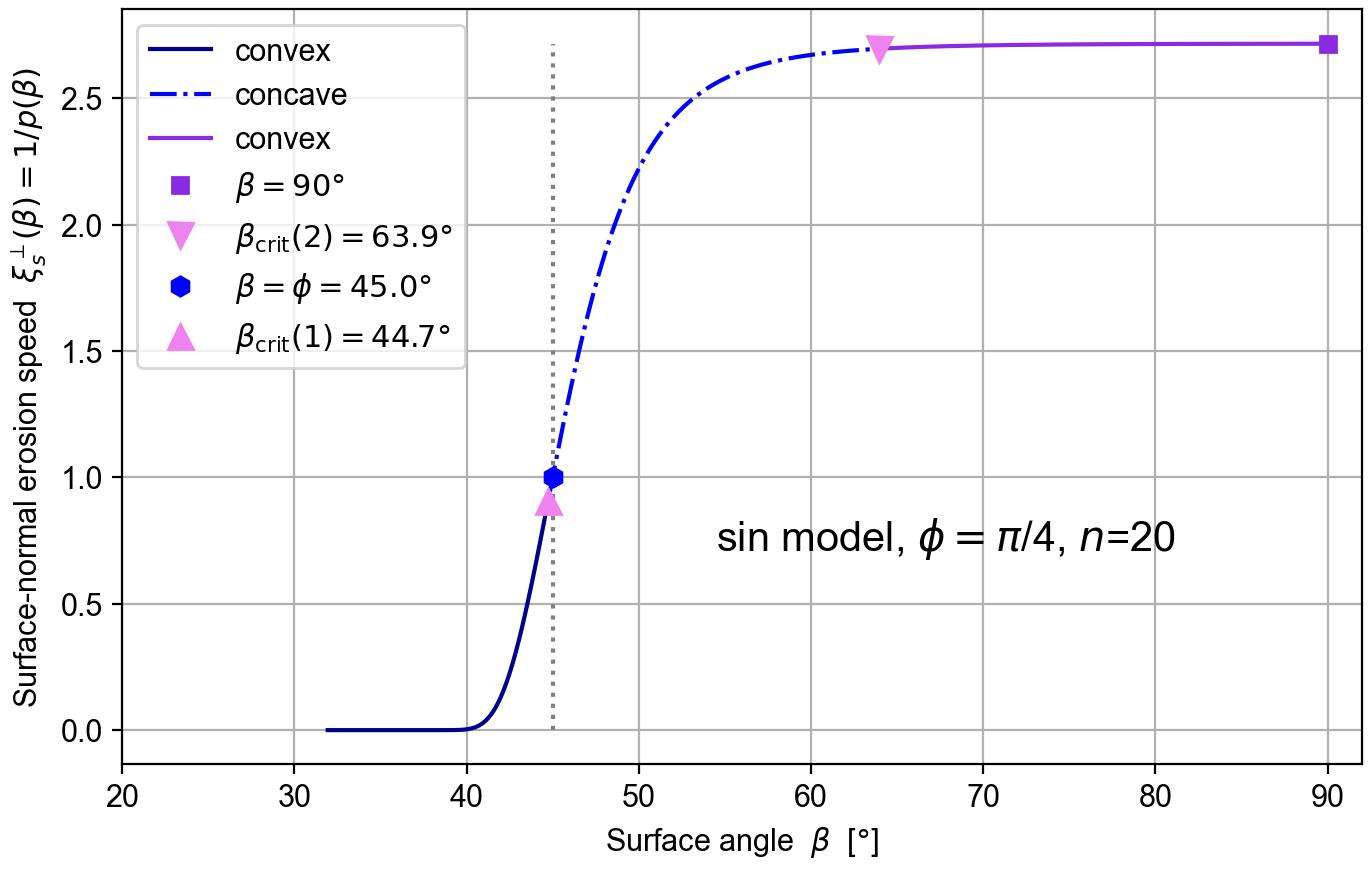 convex
concave
convex
β = 90°
β_crit(2) = 63.9°
β = ϕ = 45.0°
β_crit(1) = 44.7°
sin model, ϕ = π/4, n=20
Surface-normal erosion speed ξ_s^⊥(β) = 1/p(β)
2.5
2.0
1.5
1.0
0.5
0.0
20 30 40 50 60 70 80 90
Surface angle β [°]